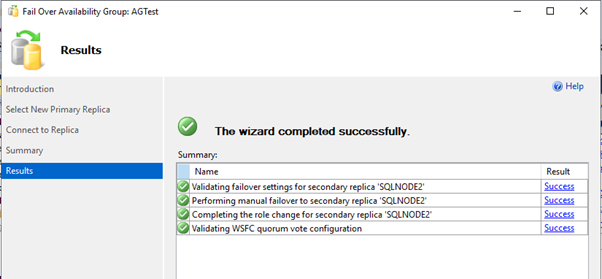 Fail Over Availability Group: AGTest
Results
Introduction
Help
Select New Primary Replica
Connect to Replica
Summary
Results
The wizard completed successfully.
Summary:
Name Result
Validating failover settings for secondary replica 'SQLNODE2' Success
Performing manual failover to secondary replica 'SQLNODE2' Success
Completing the role change for secondary replica 'SQLNODE2' Success
Validating WSFC quorum vote configuration Success